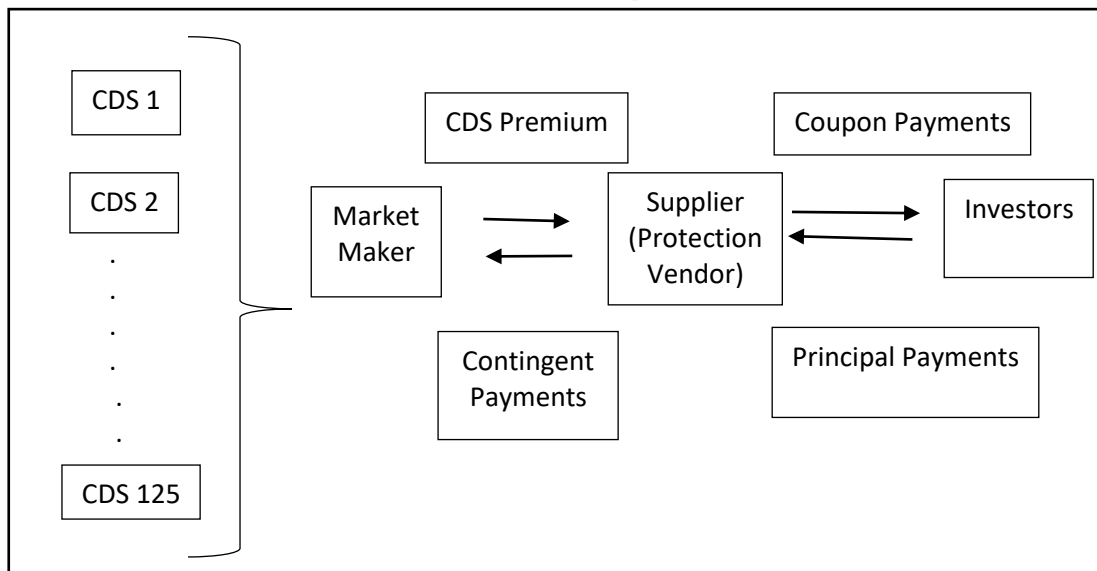 CDS 1
CDS 2
.
.
.
.
.
.
CDS 125
CDS Premium
Market
Maker
Contingent
Payments
Supplier
(Protection
Vendor)
Coupon Payments
Investors
Principal Payments